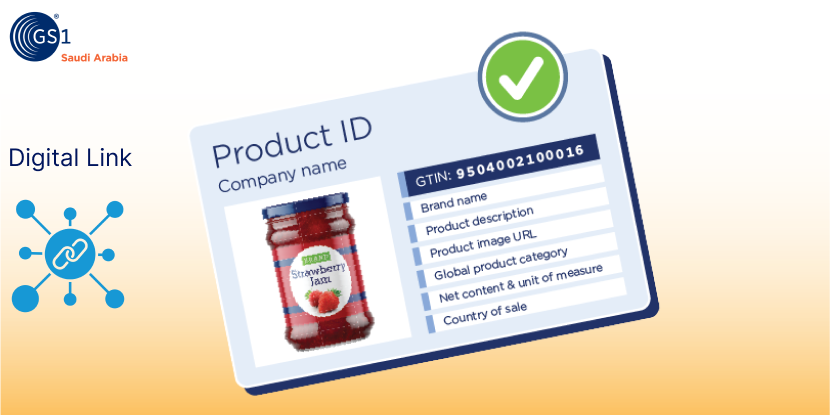 GS1
®
Saudi Arabia
Digital Link
Product ID
Company name
GTIN: 9504002100016
Brand name
Product description
Product image URL
Global product category
Net content & unit of measure
Country of sale
BRAND
Strawberry
Jam